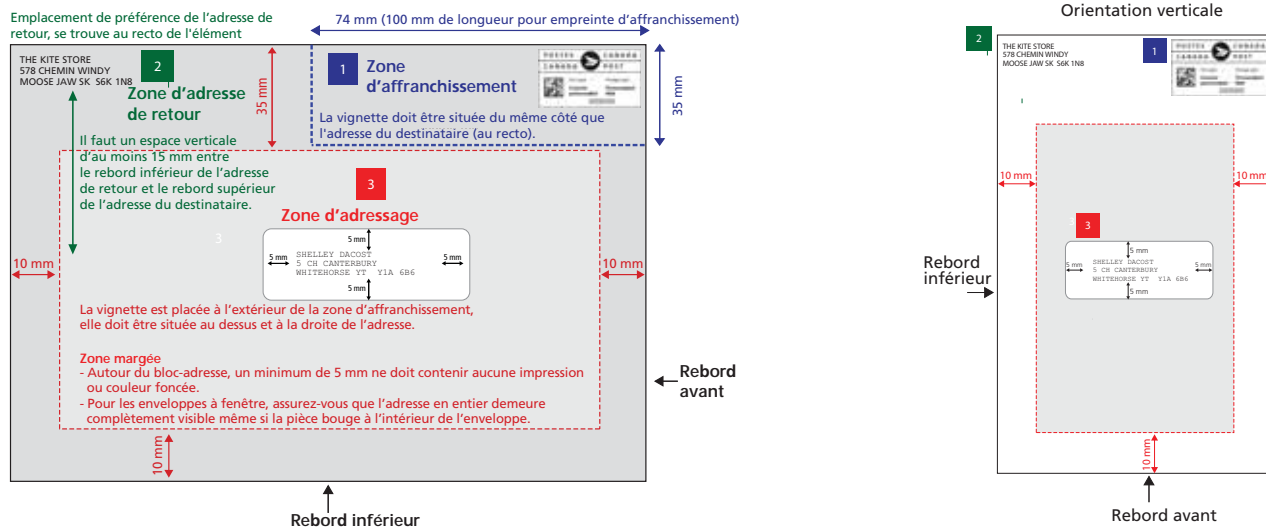 Emplacement de préférence de l'adresse de
retour, se trouve au recto de l'élément
74 mm (100 mm de longueur pour empreinte d'affranchissement)
THE KITE STORE
578 CHEMIN WINDY
MOOSE JAW SK S6K 1N8
2
Zone d'adresse
de retour
35 mm
1
Zone
d'affranchissement
POSTES CANADA
CANADA POST
35 mm
La vignette doit être située du même côté que
l'adresse du destinataire (au recto).
Il faut un espace verticale
d'au moins 15 mm entre
le rebord inférieur de l'adresse
de retour et le rebord supérieur
de l'adresse du destinataire.
3
Zone d'adressage
3
10 mm
5 mm
5 mm
SHELLEY DACOST
5 CH CANTERBURY
WHITEHORSE YT Y1A 6B6
5 mm
5 mm
10 mm
La vignette est placée à l'extérieur de la zone d'affranchissement,
elle doit être située au dessus et à la droite de l'adresse.
Zone margée
- Autour du bloc-adresse, un minimum de 5 mm ne doit contenir aucune impression
ou couleur foncée.
- Pour les enveloppes à fenêtre, assurez-vous que l'adresse en entier demeure
complètement visible même si la pièce bouge à l'intérieur de l'enveloppe.
10 mm
Rebord
avant
Rebord inférieur
Orientation verticale
2
THE KITE STORE
578 CHEMIN WINDY
MOOSE JAW SK S6K 1N8
1
POSTES CANADA
CANADA POST
10 mm
10 mm
3
Rebord
inférieur
5 mm
5 mm
SHELLEY DACOST
5 CH CANTERBURY
WHITEHORSE YT Y1A 6B6
5 mm
5 mm
10 mm
Rebord avant